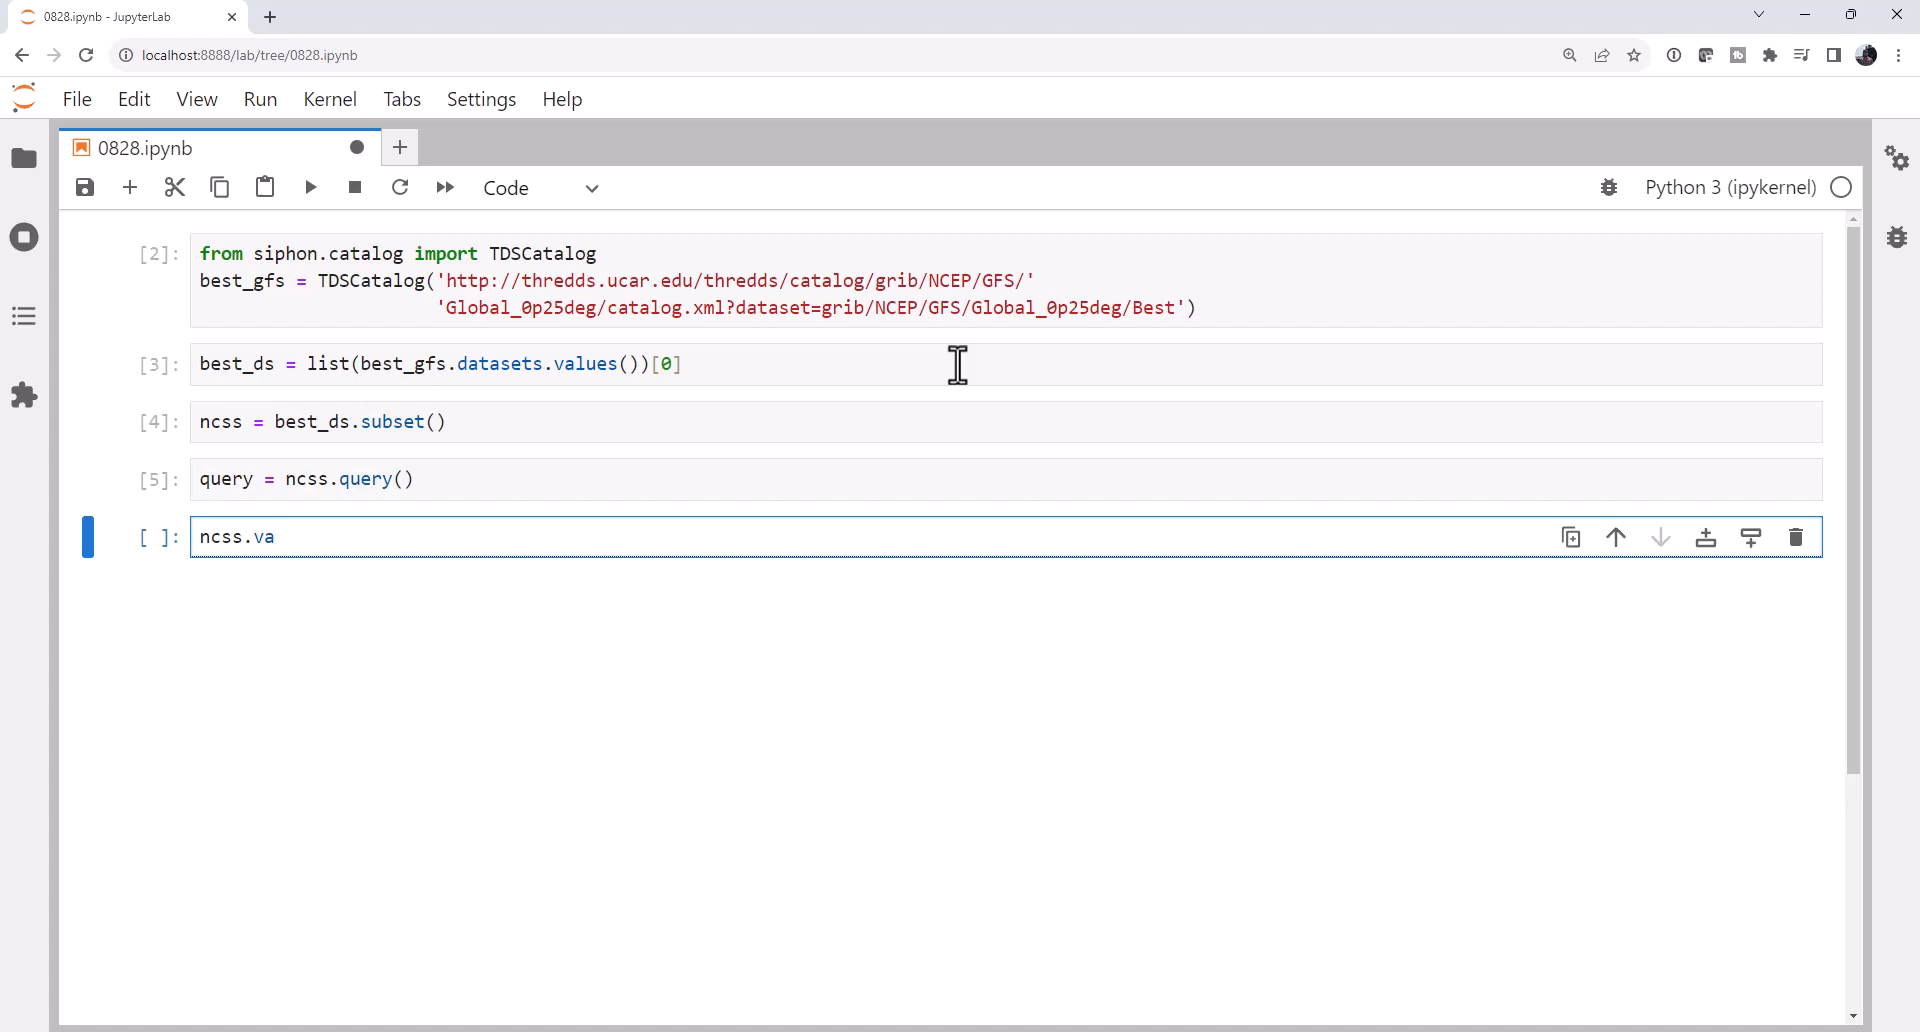 0828.ipynb - JupyterLab
localhost:8888/lab/tree/0828.ipynb
File Edit View Run Kernel Tabs Settings Help
0828.ipynb
Code
Python 3 (ipykernel)
[2]: from siphon.catalog import TDSCatalog
best_gfs = TDSCatalog('http://thredds.ucar.edu/thredds/catalog/grib/NCEP/GFS/'
'Global_0p25deg/catalog.xml?dataset=grib/NCEP/GFS/Global_0p25deg/Best')
[3]: best_ds = list(best_gfs.datasets.values())[0]
[4]: ncss = best_ds.subset()
[5]: query = ncss.query()
[ ]: ncss.va